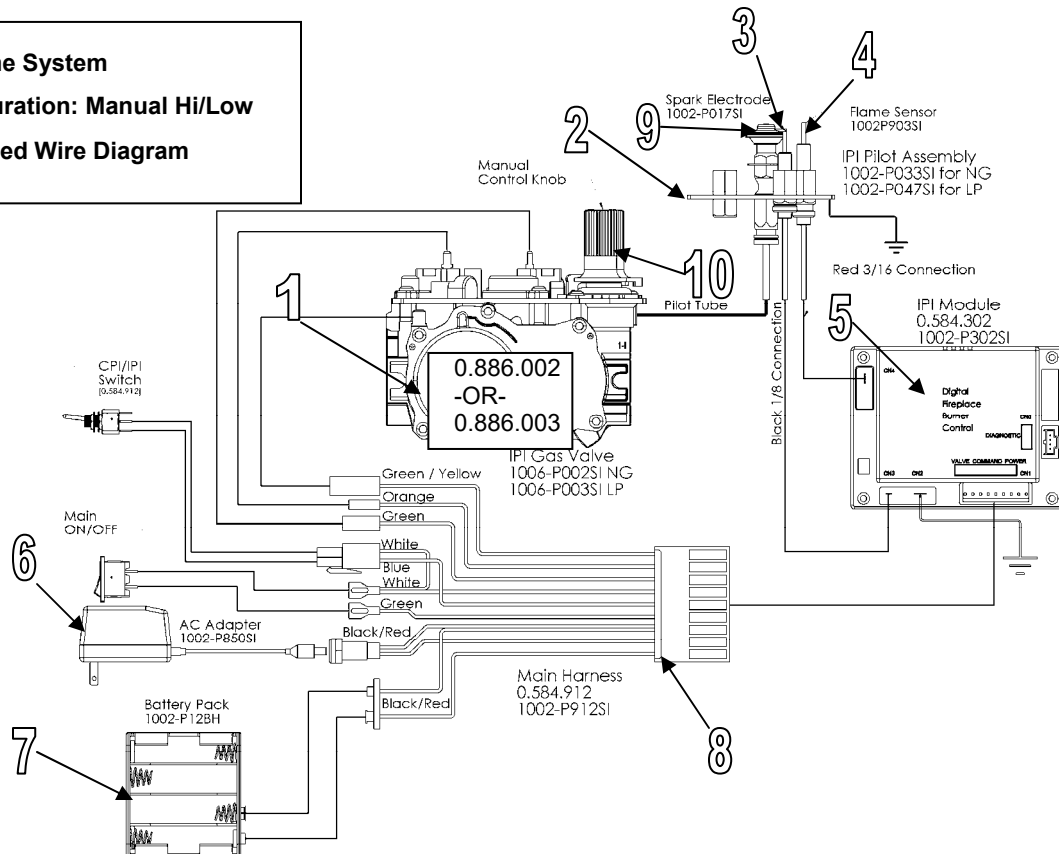 ne System
uration: Manual Hi/Low
ed Wire Diagram
3
4
Spark Electrode
1002-P017SI
9
Flame Sensor
1002P903SI
2
IPI Pilot Assembly
1002-P033SI for NG
1002-P047SI for LP
Manual
Control Knob
10
Red 3/16 Connection
Pilot Tube
1
1-I
IPI Module
0.584.302
1002-P302SI
5
Black 1/8 Connection
0.886.002
-OR-
0.886.003
CPI/IPI
Switch
[0.584.912]
CN4
Digital
Fireplace
Burner
Control
DIAGNOSTIC
VALVE COMMAND POWER
CN3
CN2
CN1
IPI Gas Valve
1006-P002SI NG
1006-P003SI LP
Green / Yellow
Orange
Green
White
Blue
White
Green
Main
ON/OFF
6
AC Adapter
1002-P850SI
Black/Red
Main Harness
0.584.912
1002-P912SI
8
Battery Pack
1002-P12BH
Black/Red
7